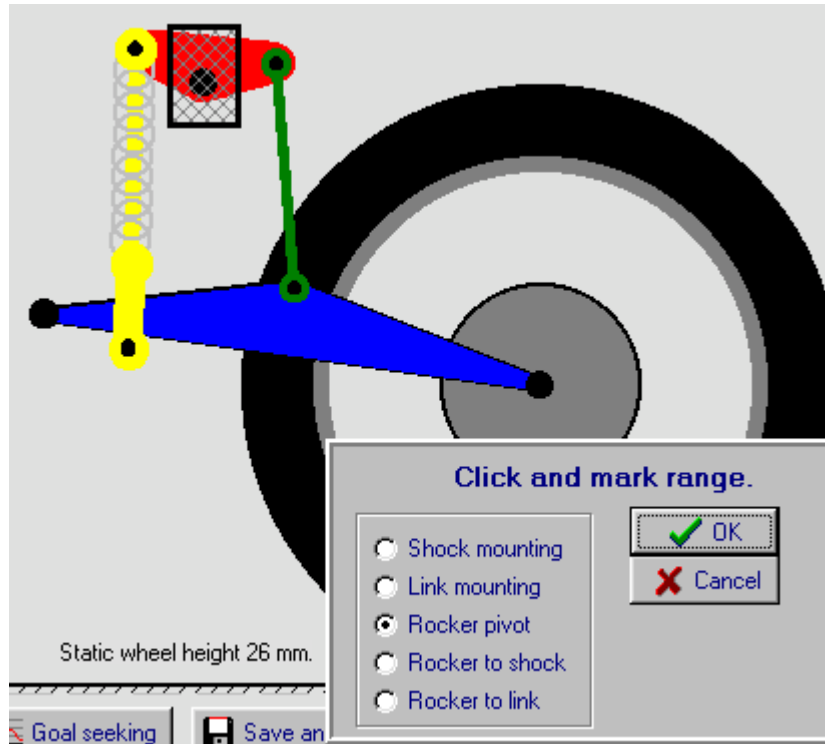 Click and mark range.
Shock mounting
Link mounting
Rocker pivot
Rocker to shock
Rocker to link
OK
Cancel
Static wheel height 26 mm.
Goal seeking
Save an